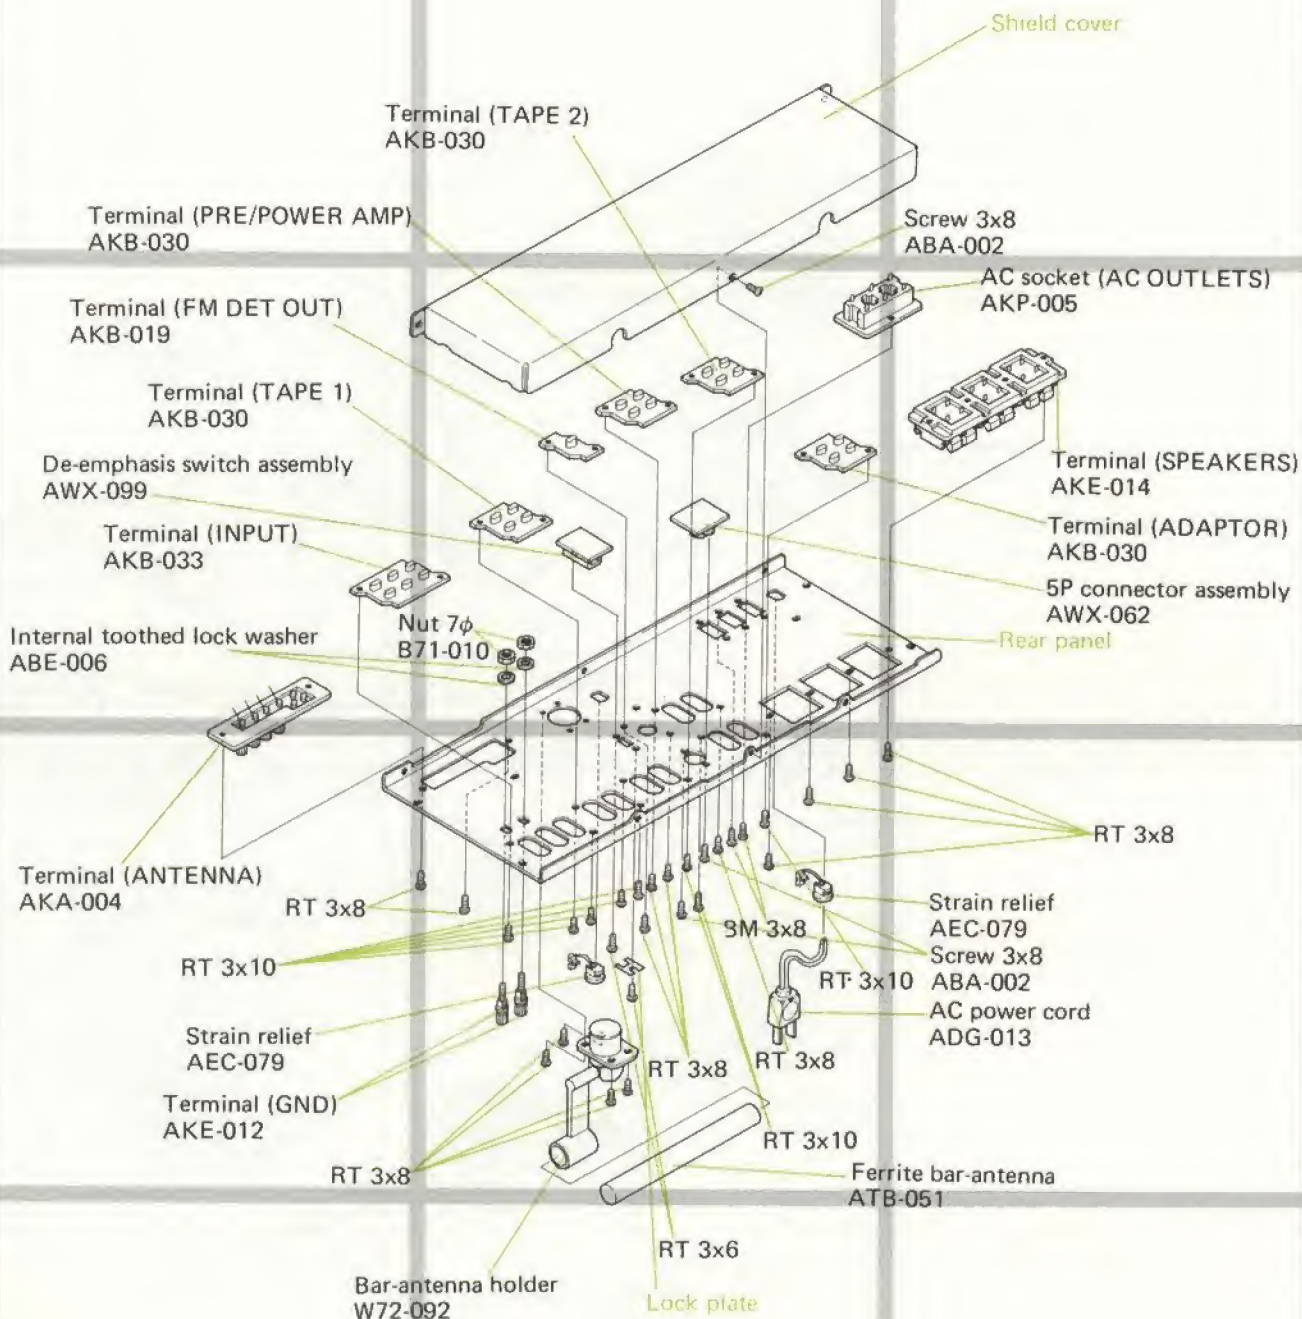 Shield cover
Terminal (TAPE 2)
AKB-030
Terminal (PRE/POWER AMP)
AKB-030
Screw 3x8
ABA-002
AC socket (AC OUTLETS)
AKP-005
Terminal (FM DET OUT)
AKB-019
Terminal (TAPE 1)
AKB-030
De-emphasis switch assembly
AWX-099
Terminal (SPEAKERS)
AKE-014
Terminal (INPUT)
AKB-033
Terminal (ADAPTOR)
AKB-030
5P connector assembly
AWX-062
Nut 7ϕ
B71-010
Internal toothed lock washer
ABE-006
Rear panel
RT 3x8
Terminal (ANTENNA)
AKA-004
RT 3x8
Strain relief
AEC-079
BM 3x8
Screw 3x8
ABA-002
RT 3x10
RT 3x10
AC power cord
ADG-013
Strain relief
AEC-079
RT 3x8
RT 3x8
Terminal (GND)
AKE-012
RT 3x10
RT 3x8
Ferrite bar-antenna
ATB-051
RT 3x6
Bar-antenna holder
W72-092
Lock plate